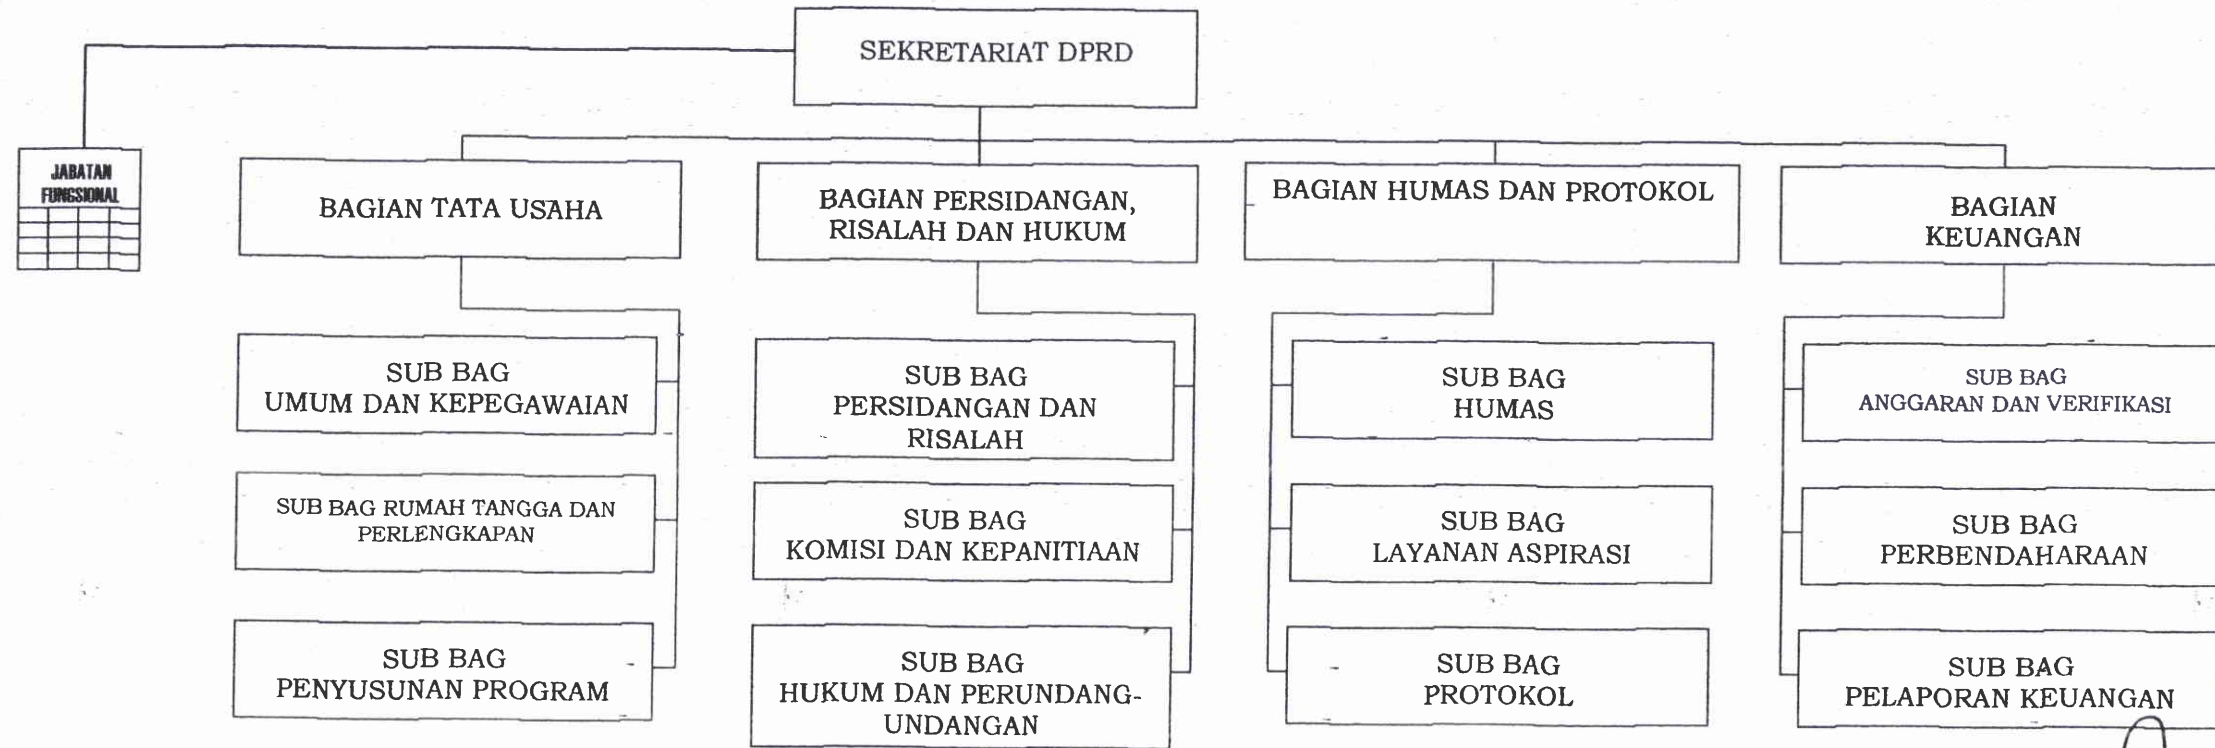 SEKRETARIAT DPRD
JABATAN
FUNGSIONAL
BAGIAN TATA USAHA
BAGIAN PERSIDANGAN,
RISALAH DAN HUKUM
BAGIAN HUMAS DAN PROTOKOL
BAGIAN
KEUANGAN
SUB BAG
UMUM DAN KEPEGAWAIAN
SUB BAG RUMAH TANGGA DAN
PERLENGKAPAN
SUB BAG
PENYUSUNAN PROGRAM
SUB BAG
PERSIDANGAN DAN
RISALAH
SUB BAG
KOMISI DAN KEPANITIAAN
SUB BAG
HUKUM DAN PERUNDANG-
UNDANGAN
SUB BAG
HUMAS
SUB BAG
LAYANAN ASPIRASI
SUB BAG
PROTOKOL
SUB BAG
ANGGARAN DAN VERIFIKASI
SUB BAG
PERBENDAHARAAN
SUB BAG
PELAPORAN KEUANGAN